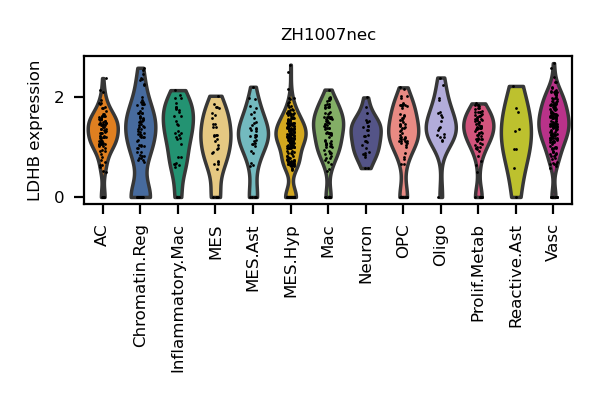 ZH1007nec
LDHB expression
2
0
AC
Chromatin.Reg
Inflammatory.Mac
MES
MES.Ast
MES.Hyp
Mac
Neuron
OPC
Oligo
Prolif.Metab
Reactive.Ast
Vasc